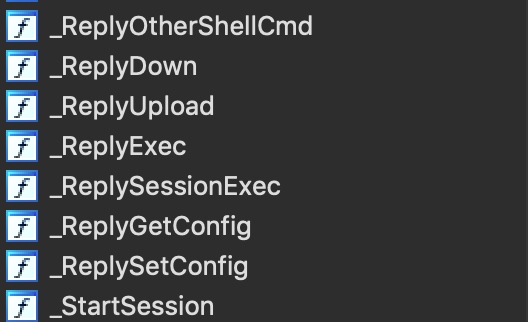 _ReplyOtherShellCmd
_ReplyDown
_ReplyUpload
_ReplyExec
_ReplySessionExec
_ReplyGetConfig
_ReplySetConfig
_StartSession